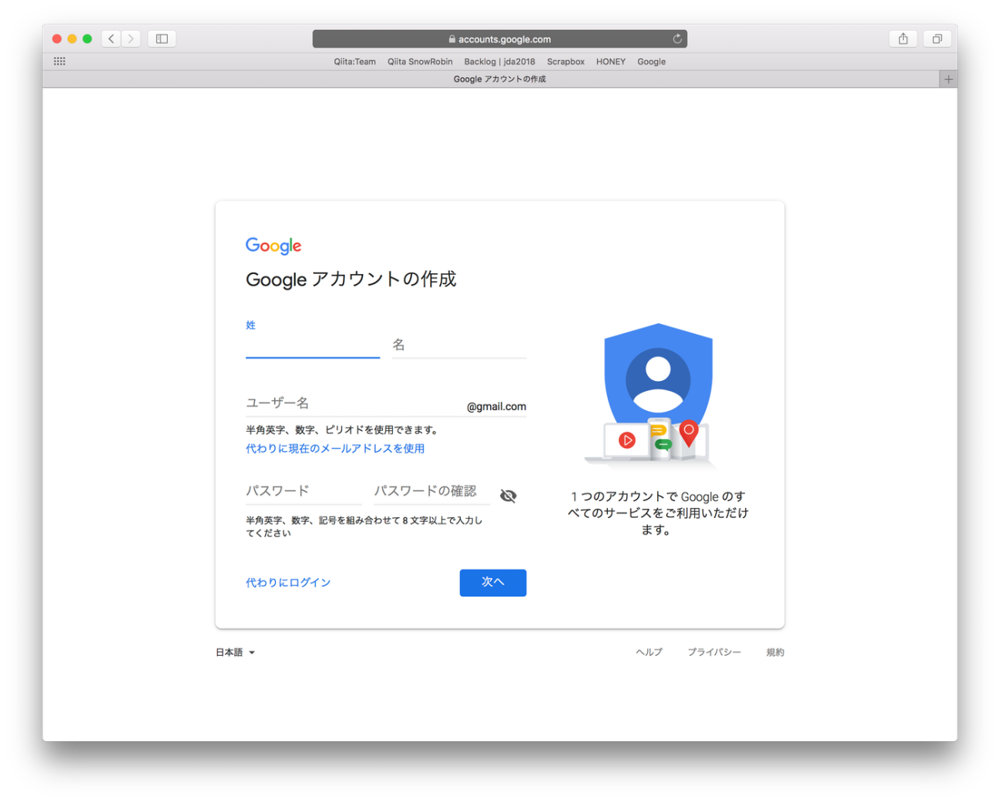 accounts.google.com
Qiita:Team Qiita SnowRobin Backlog | jda2018 Scrapbox HONEY Google
Google アカウントの作成
Google
Google アカウントの作成
姓
名
ユーザー名
@gmail.com
半角英字、数字、ピリオドを使用できます。
代わりに現在のメールアドレスを使用
パスワード
パスワードの確認
半角英字、数字、記号を組み合わせて 8 文字以上で入力し
てください
代わりにログイン
次へ
1 つのアカウントで Google のす
べてのサービスをご利用いただけ
ます。
日本語
ヘルプ プライバシー 規約